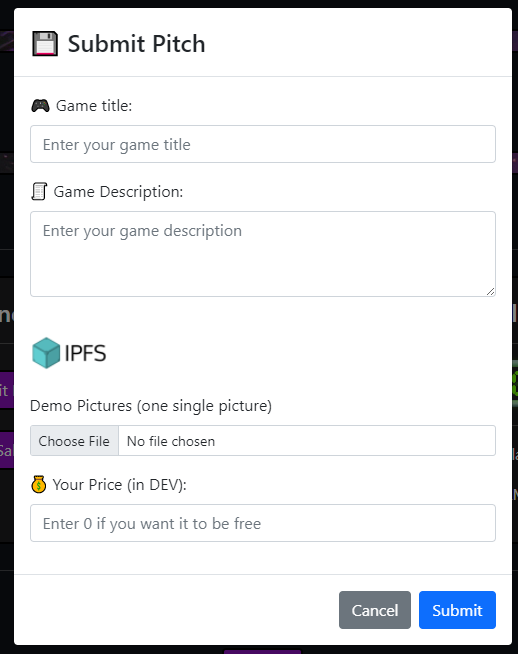 💾 Submit Pitch
🎮 Game title:
Enter your game title
📜 Game Description:
Enter your game description
IPFS
Demo Pictures (one single picture)
Choose File No file chosen
💰 Your Price (in DEV):
Enter 0 if you want it to be free
Cancel Submit